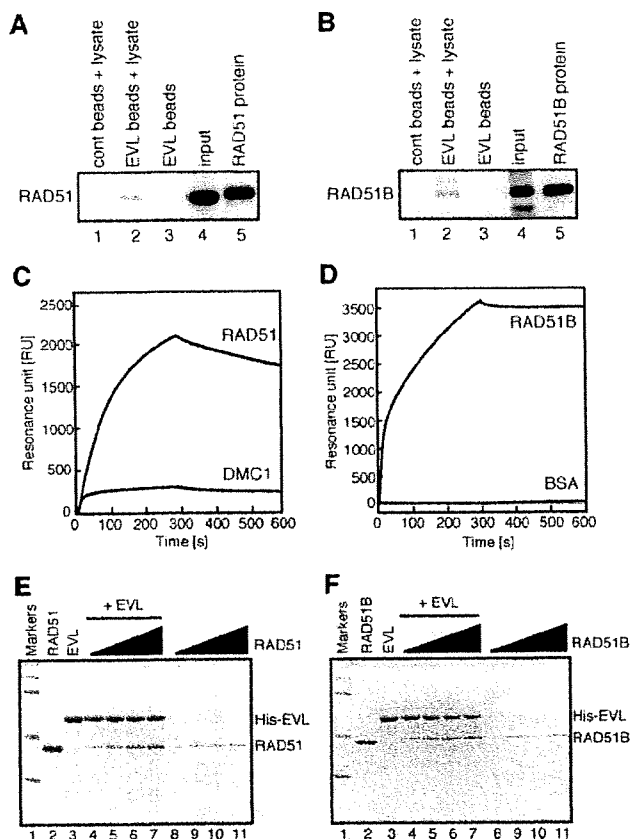 A
cont beads + lysate
EVL beads + lysate
EVL beads
input
RAD51 protein
RAD51
1 2 3 4 5
B
cont beads + lysate
EVL beads + lysate
EVL beads
input
RAD51B protein
RAD51B
1 2 3 4 5
C
2500
2000
1500
1000
500
0
Resonance unit [RU]
RAD51
DMC1
0 100 200 300 400 500 600
Time [s]
D
3500
3000
2500
2000
1500
1000
500
0
Resonance unit [RU]
RAD51B
BSA
0 100 200 300 400 500 600
Time [s]
E
Markers
RAD51
EVL
+ EVL
RAD51
His-EVL
RAD51
1 2 3 4 5 6 7 8 9 10 11
F
Markers
RAD51B
EVL
+ EVL
RAD51B
His-EVL
RAD51B
1 2 3 4 5 6 7 8 9 10 11